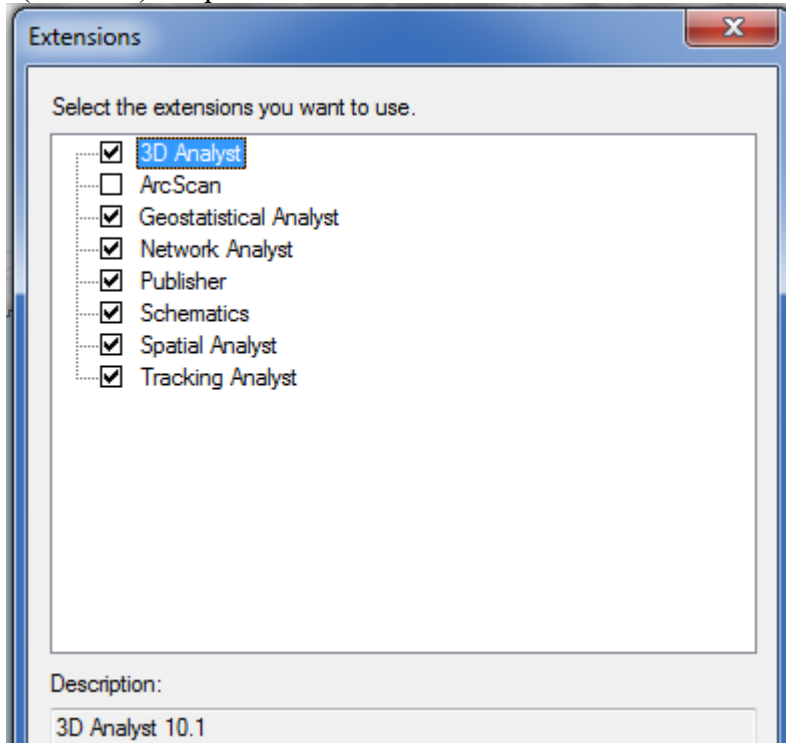 Extensions
Select the extensions you want to use.
3D Analyst
ArcScan
Geostatistical Analyst
Network Analyst
Publisher
Schematics
Spatial Analyst
Tracking Analyst
Description:
3D Analyst 10.1